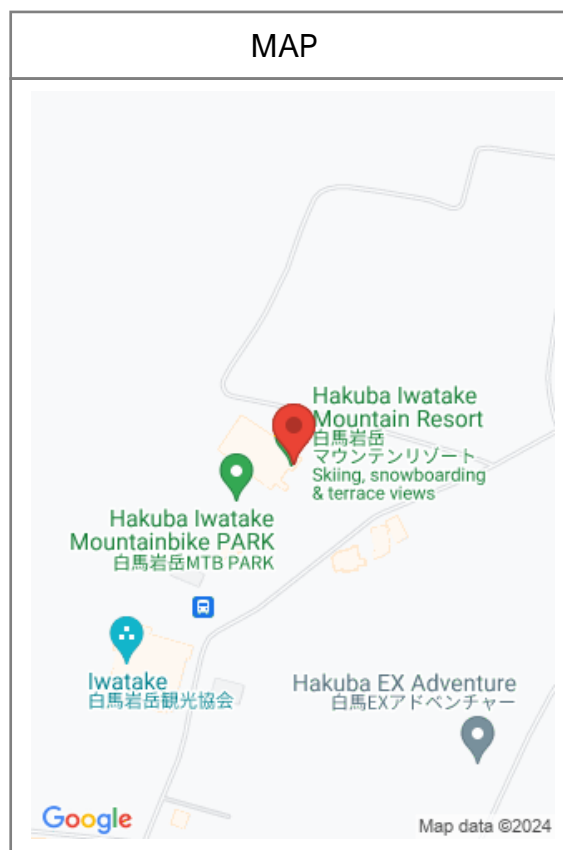 MAP
Hakuba Iwatake
Mountain Resort
白馬岩岳
マウンテンリゾート
Skiing, snowboarding
& terrace views
Hakuba Iwatake
Mountainbike PARK
白馬岩岳MTB PARK
Iwatake
白馬岩岳観光協会
Hakuba EX Adventure
白馬EXアドベンチャー
Google
Map data ©2024